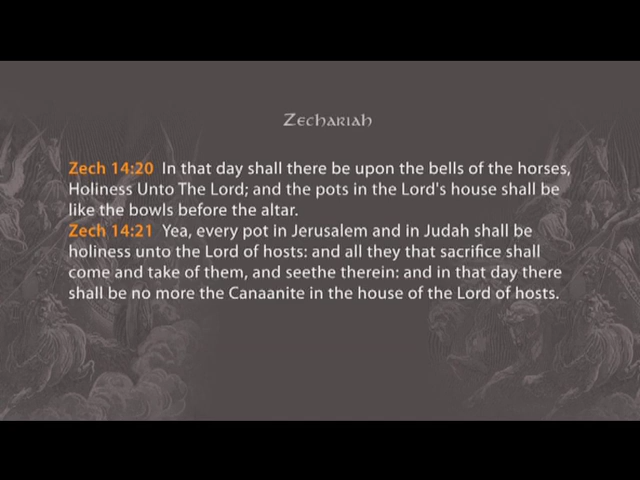 Zechariah
Zech 14:20 In that day shall there be upon the bells of the horses,
Holiness Unto The Lord; and the pots in the Lord's house shall be
like the bowls before the altar.
Zech 14:21 Yea, every pot in Jerusalem and in Judah shall be
holiness unto the Lord of hosts: and all they that sacrifice shall
come and take of them, and seethe therein: and in that day there
shall be no more the Canaanite in the house of the Lord of hosts.